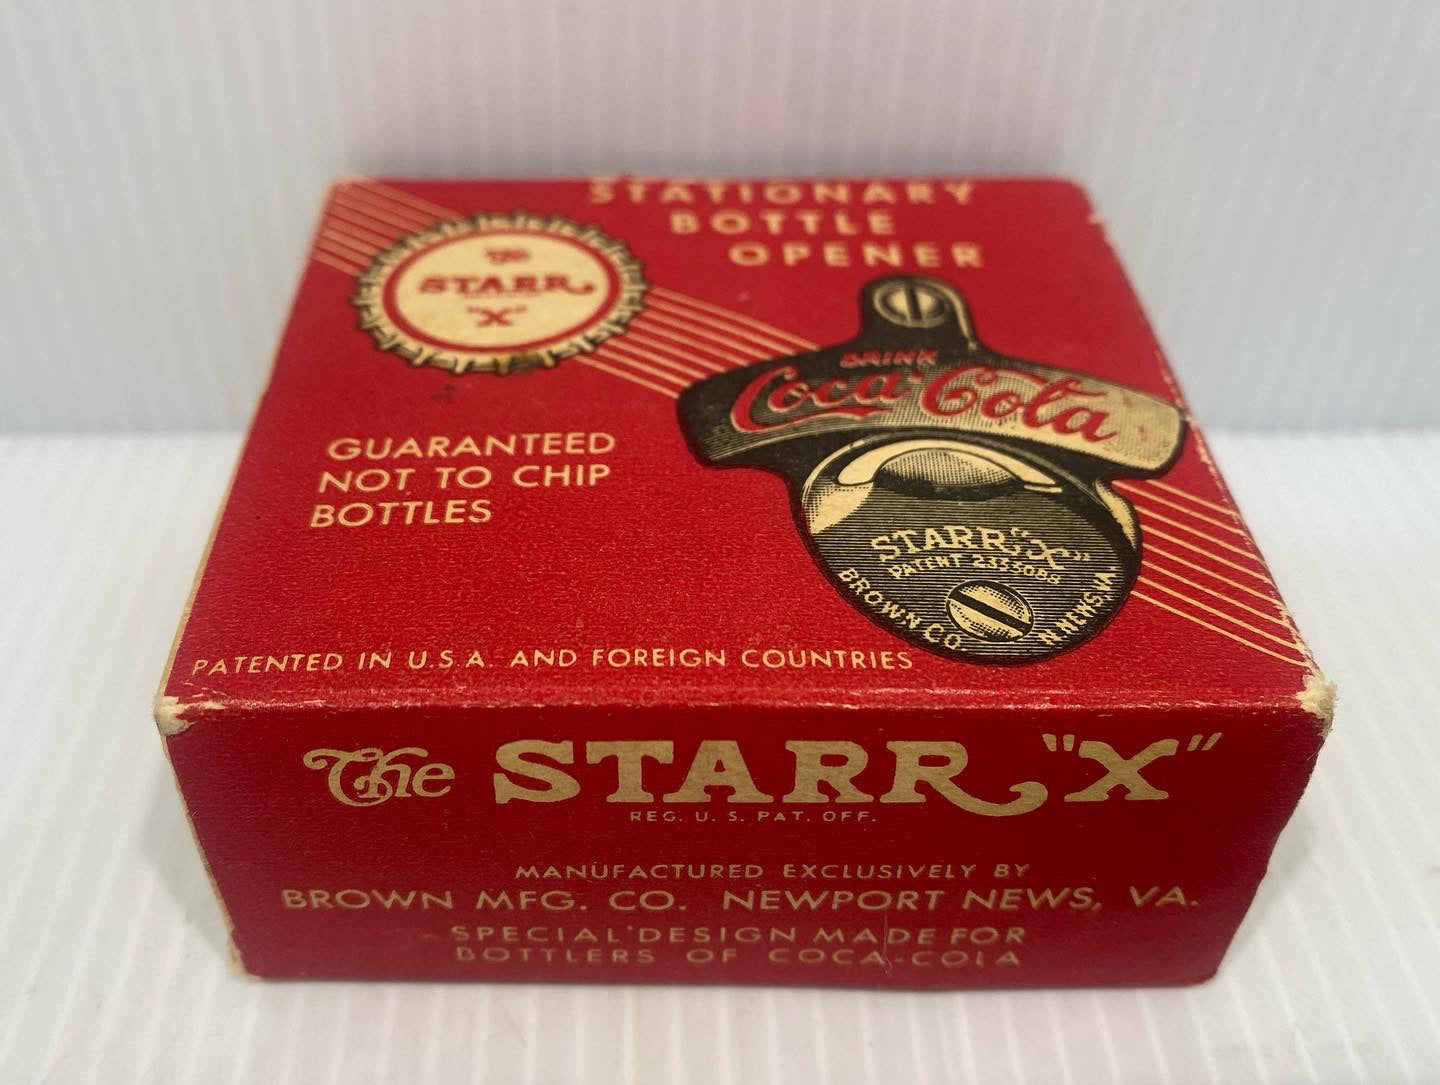 STATIONARY
BOTTLE
OPENER
The
STARR
"X"
DRINK
Coca-Cola
GUARANTEED
NOT TO CHIP
BOTTLES
STARR "X"
PATENT 2333088
BROWN CO. N. NEWS, VA.
PATENTED IN U.S.A. AND FOREIGN COUNTRIES
The STARR "X"
REG. U. S. PAT. OFF.
MANUFACTURED EXCLUSIVELY BY
BROWN MFG. CO. NEWPORT NEWS, VA.
SPECIAL DESIGN MADE FOR
BOTTLERS OF COCA-COLA